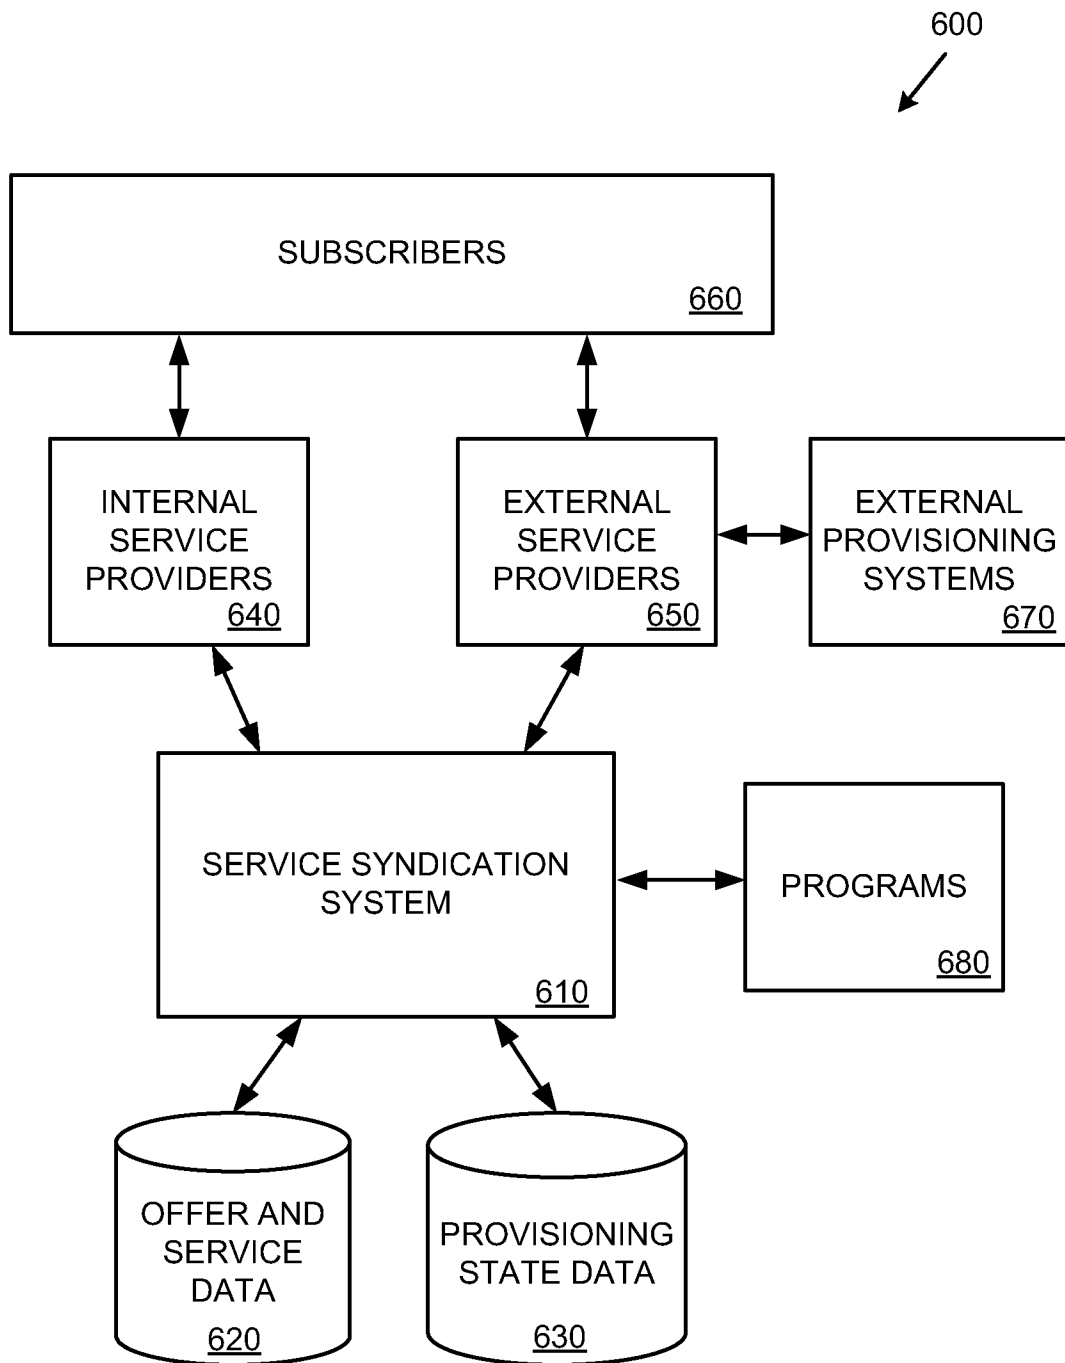 600
SUBSCRIBERS
660
INTERNAL
SERVICE
PROVIDERS
640
EXTERNAL
SERVICE
PROVIDERS
650
EXTERNAL
PROVISIONING
SYSTEMS
670
SERVICE SYNDICATION
SYSTEM
610
PROGRAMS
680
OFFER AND
SERVICE
DATA
620
PROVISIONING
STATE DATA
630